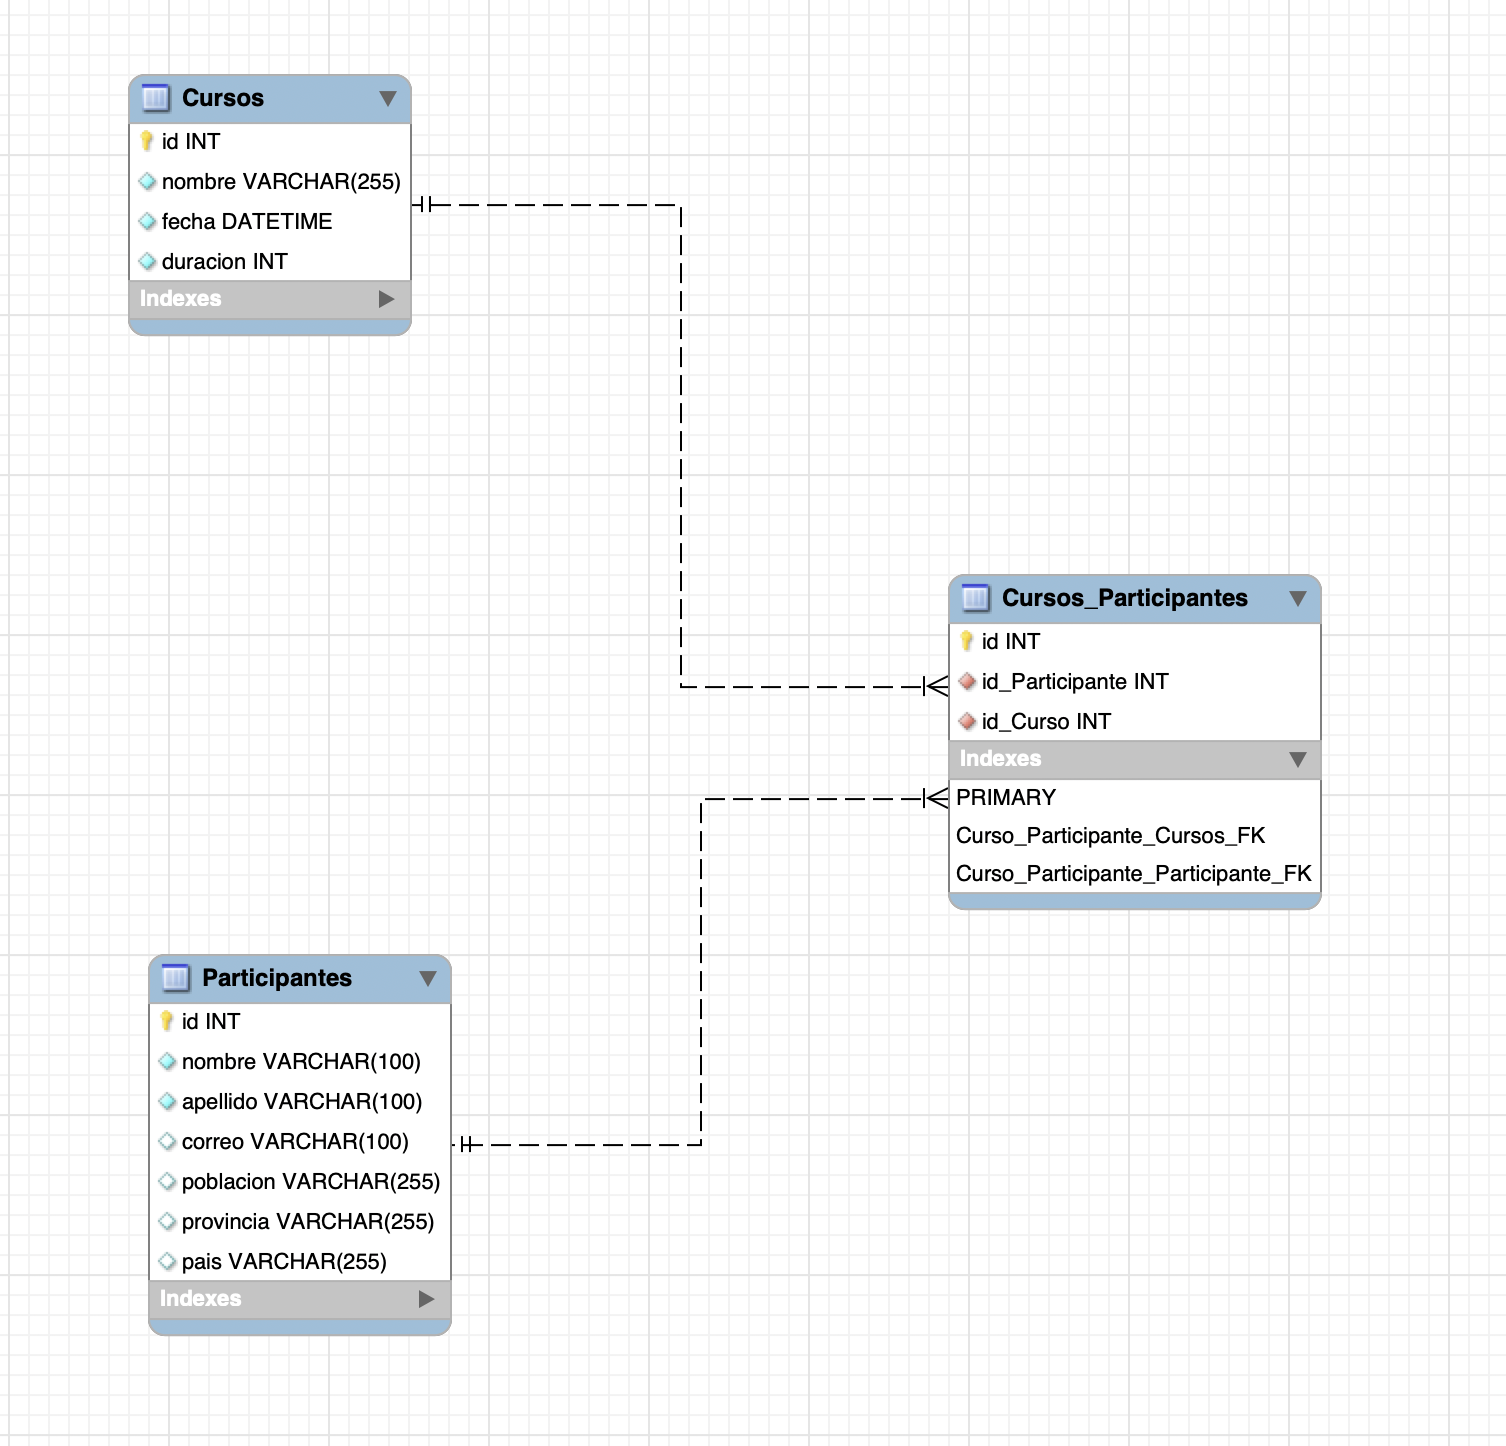 Cursos
id INT
nombre VARCHAR(255)
fecha DATETIME
duracion INT
Indexes
Cursos_Participantes
id INT
id_Participante INT
id_Curso INT
Indexes
PRIMARY
Curso_Participante_Cursos_FK
Curso_Participante_Participante_FK
Participantes
id INT
nombre VARCHAR(100)
apellido VARCHAR(100)
correo VARCHAR(100)
poblacion VARCHAR(255)
provincia VARCHAR(255)
pais VARCHAR(255)
Indexes